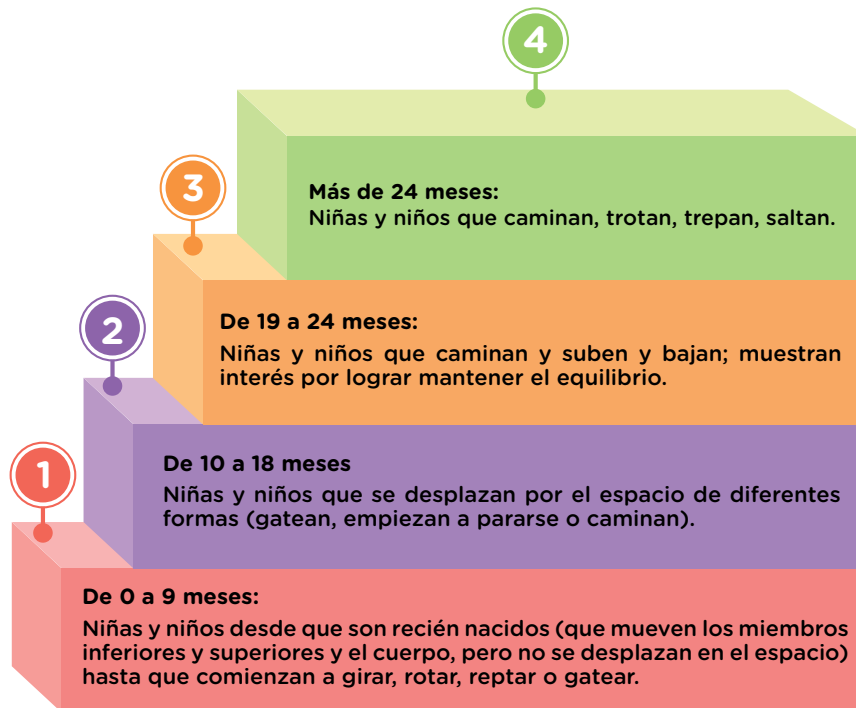 4
Más de 24 meses:
Niñas y niños que caminan, trotan, trepan, saltan.
3
De 19 a 24 meses:
Niñas y niños que caminan y suben y bajan; muestran
interés por lograr mantener el equilibrio.
2
De 10 a 18 meses
Niñas y niños que se desplazan por el espacio de diferentes
formas (gatean, empiezan a pararse o caminan).
1
De 0 a 9 meses:
Niñas y niños desde que son recién nacidos (que mueven los miembros
inferiores y superiores y el cuerpo, pero no se desplazan en el espacio)
hasta que comienzan a girar, rotar, reptar o gatear.